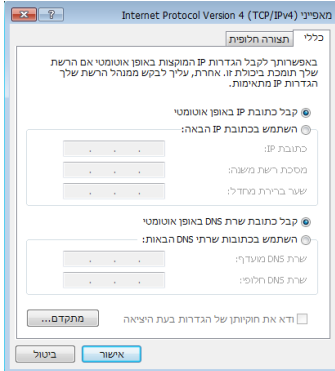 מאפייני Internet Protocol Version 4 (TCP/IPv4)
כללי
תצורה חלופית
באפשרותך לקבל הגדרות IP המוקצות באופן אוטומטי אם הרשת
שלך תומכת ביכולת זו. אחרת, עליך לבקש ממנהל הרשת שלך
הגדרות IP מתאימות.
קבל כתובת IP באופן אוטומטי
השתמש בכתובת IP הבאה:
כתובת IP:
מסכת רשת משנה:
שער ברירת מחדל:
קבל כתובת שרת DNS באופן אוטומטי
השתמש בכתובות שרתי DNS הבאות:
שרת DNS מועדף:
שרת DNS חלופי:
ודא את חוקיותן של הגדרות בעת היציאה
מתקדם...
אישור
ביטול